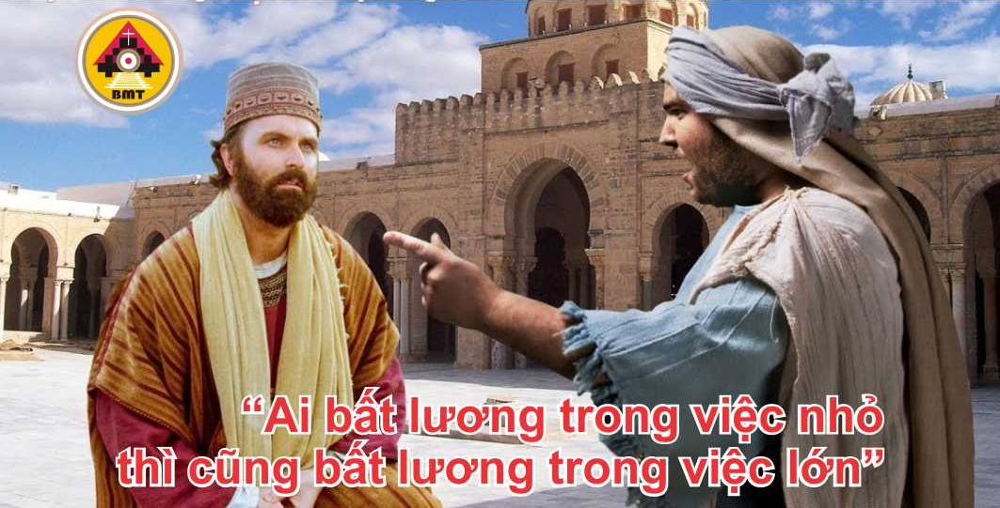 BMT
“Ai bất lương trong việc nhỏ
thì cũng bất lương trong việc lớn”